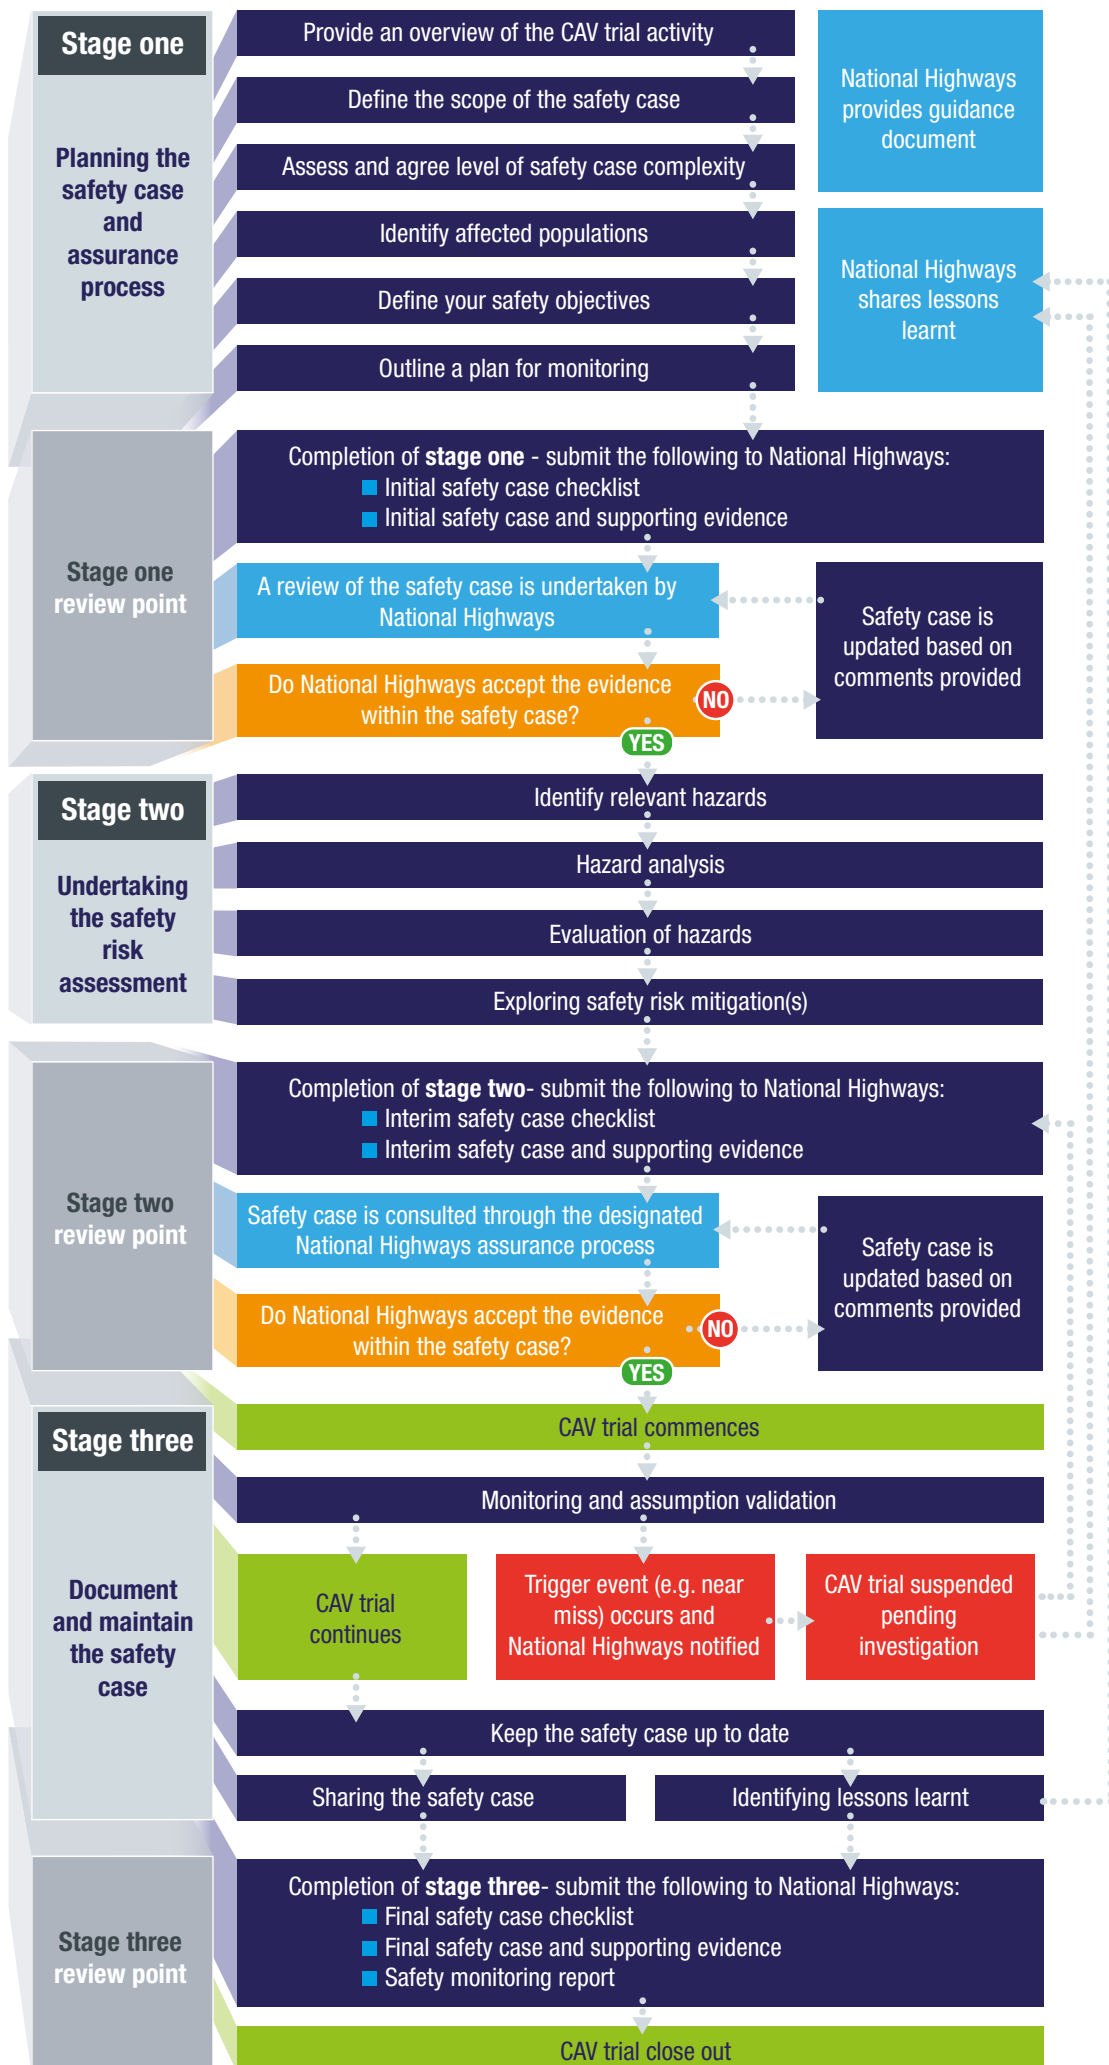 Stage one
Planning the
safety case
and
assurance
process
Provide an overview of the CAV trial activity
Define the scope of the safety case
Assess and agree level of safety case complexity
Identify affected populations
Define your safety objectives
Outline a plan for monitoring
National Highways
provides guidance
document
National Highways
shares lessons
learnt
Stage one
review point
Completion of stage one - submit the following to National Highways:
Initial safety case checklist
Initial safety case and supporting evidence
A review of the safety case is undertaken by
National Highways
Do National Highways accept the evidence
within the safety case?
NO
YES
Safety case is
updated based on
comments provided
Stage two
Undertaking
the safety
risk
assessment
Identify relevant hazards
Hazard analysis
Evaluation of hazards
Exploring safety risk mitigation(s)
Stage two
review point
Completion of stage two- submit the following to National Highways:
Interim safety case checklist
Interim safety case and supporting evidence
Safety case is consulted through the designated
National Highways assurance process
Do National Highways accept the evidence
within the safety case?
NO
YES
Safety case is
updated based on
comments provided
CAV trial commences
Stage three
Document
and maintain
the safety
case
Monitoring and assumption validation
CAV trial
continues
Trigger event (e.g. near
miss) occurs and
National Highways notified
CAV trial suspended
pending
investigation
Keep the safety case up to date
Sharing the safety case
Identifying lessons learnt
Stage three
review point
Completion of stage three- submit the following to National Highways:
Final safety case checklist
Final safety case and supporting evidence
Safety monitoring report
CAV trial close out